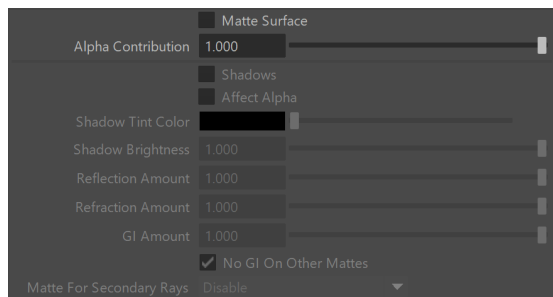 Matte Surface
Alpha Contribution 1.000
Shadows
Affect Alpha
Shadow Tint Color
Shadow Brightness 1.000
Reflection Amount 1.000
Refraction Amount 1.000
GI Amount 1.000
No GI On Other Mattes
Matte For Secondary Rays Disable